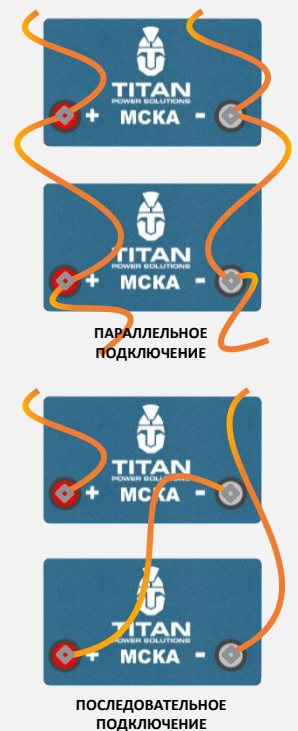 TITAN
POWER SOLUTIONS
+ МСКА -
TITAN
POWER SOLUTIONS
+ МСКА -
ПАРАЛЛЕЛЬНОЕ
ПОДКЛЮЧЕНИЕ
TITAN
POWER SOLUTIONS
+ МСКА -
TITAN
POWER SOLUTIONS
+ МСКА -
ПОСЛЕДОВАТЕЛЬНОЕ
ПОДКЛЮЧЕНИЕ